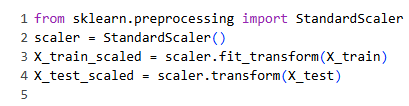 1 from sklearn.preprocessing import StandardScaler
2 scaler = StandardScaler()
3 X_train_scaled = scaler.fit_transform(X_train)
4 X_test_scaled = scaler.transform(X_test)
5